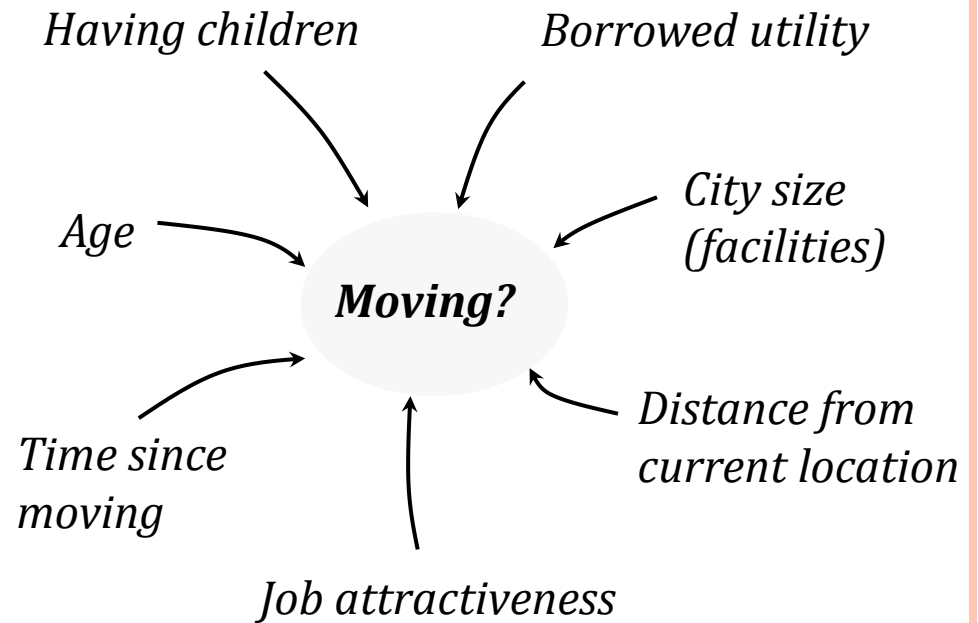 Having children
Borrowed utility
City size
(facilities)
Age
Moving?
Distance from
current location
Time since
moving
Job attractiveness